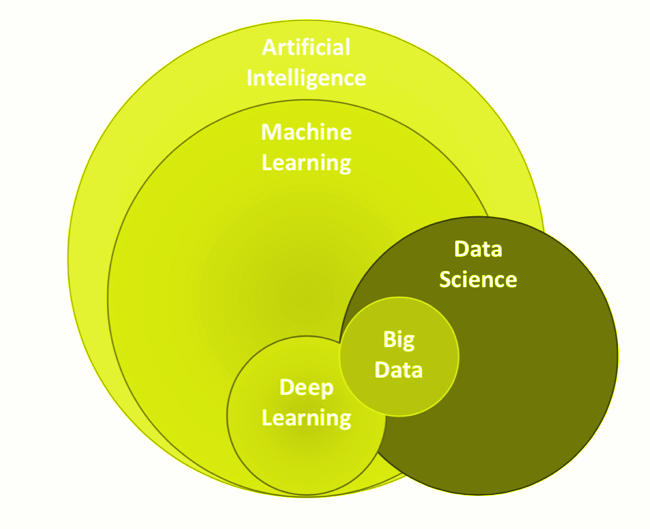 Artificial
Intelligence
Machine
Learning
Data
Science
Big
Data
Deep
Learning